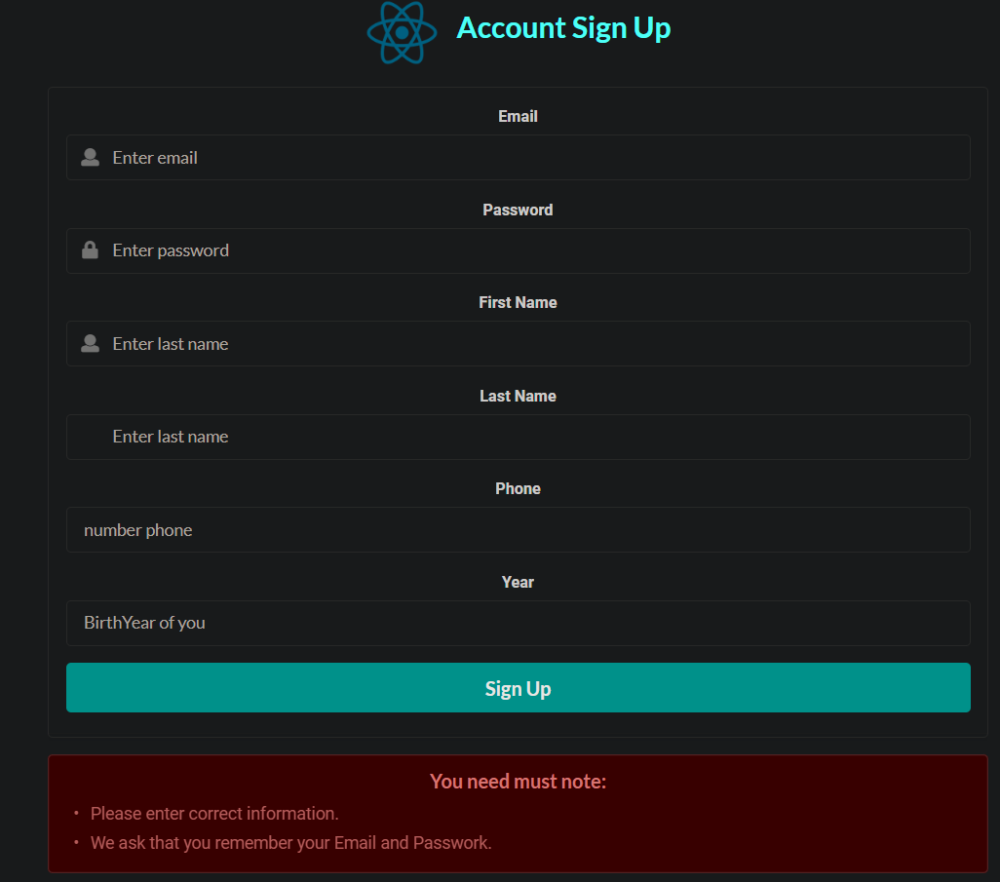 Account Sign Up
Email
Enter email
Password
Enter password
First Name
Enter last name
Last Name
Enter last name
Phone
number phone
Year
BirthYear of you
Sign Up
You need must note:
• Please enter correct information.
• We ask that you remember your Email and Passwork.